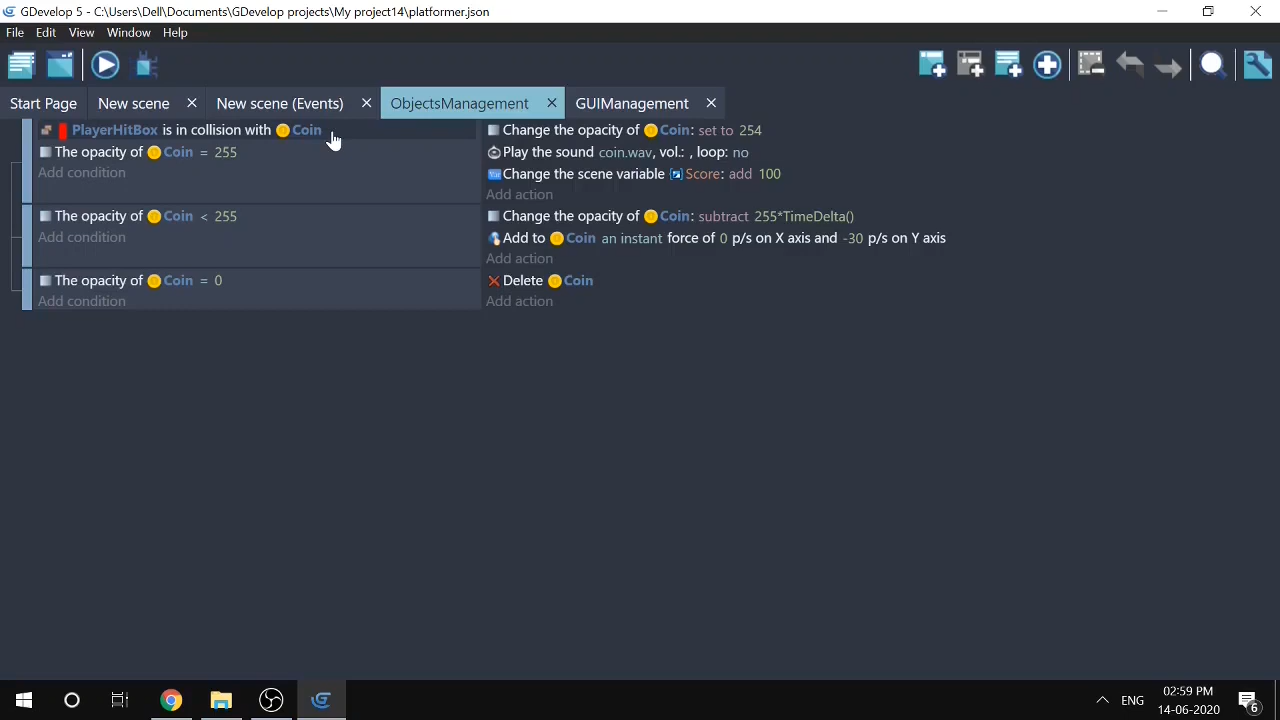 GDevelop 5 - C:\Users\Dell\Documents\GDevelop projects\My project14\platformer.json
File Edit View Window Help
Start Page New scene New scene (Events) ObjectsManagement GUIManagement
PlayerHitBox is in collision with Coin
The opacity of Coin = 255
Add condition
Change the opacity of Coin: set to 254
Play the sound coin.wav, vol.: , loop: no
Change the scene variable Score: add 100
Add action
The opacity of Coin < 255
Add condition
Change the opacity of Coin: subtract 255*TimeDelta()
Add to Coin an instant force of 0 p/s on X axis and -30 p/s on Y axis
Add action
The opacity of Coin = 0
Add condition
Delete Coin
Add action
ENG
02:59 PM
14-06-2020
6